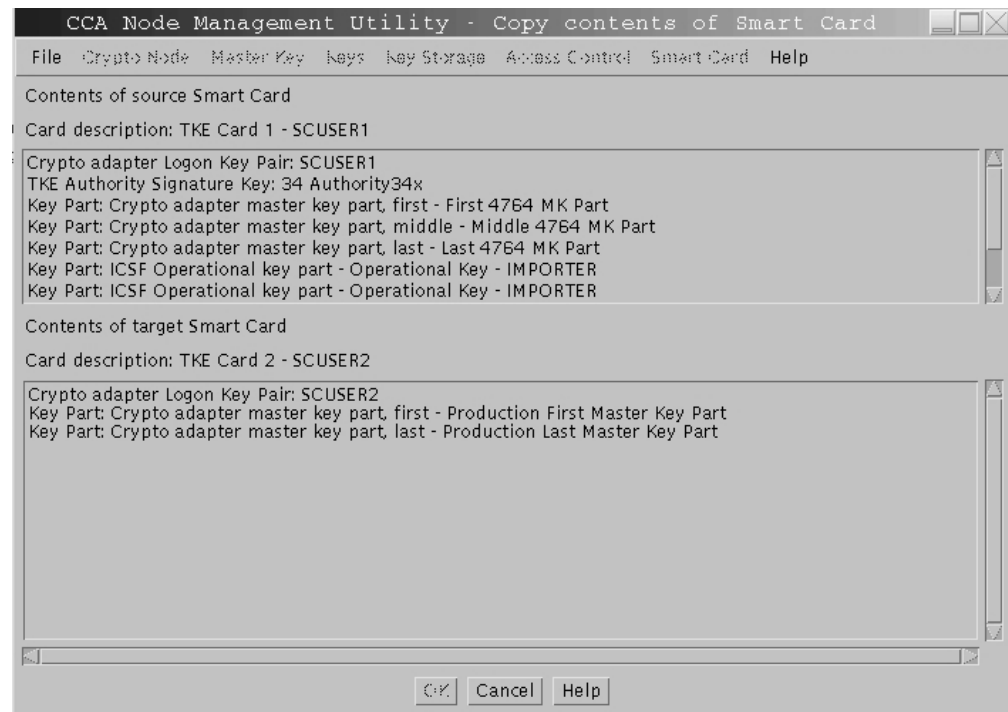 CCA Node Management Utility - Copy contents of Smart Card
File Crypto Node Master Key Keys Key Storage Access Control Smart Card Help
Contents of source Smart Card
Card description: TKE Card 1 - SCUSER1
Crypto adapter Logon Key Pair: SCUSER1
TKE Authority Signature Key: 34 Authority34x
Key Part: Crypto adapter master key part, first - First 4764 MK Part
Key Part: Crypto adapter master key part, middle - Middle 4764 MK Part
Key Part: Crypto adapter master key part, last - Last 4764 MK Part
Key Part: ICSF Operational key part - Operational Key - IMPORTER
Key Part: ICSF Operational key part - Operational Key - IMPORTER
Contents of target Smart Card
Card description: TKE Card 2 - SCUSER2
Crypto adapter Logon Key Pair: SCUSER2
Key Part: Crypto adapter master key part, first - Production First Master Key Part
Key Part: Crypto adapter master key part, last - Production Last Master Key Part
OK Cancel Help